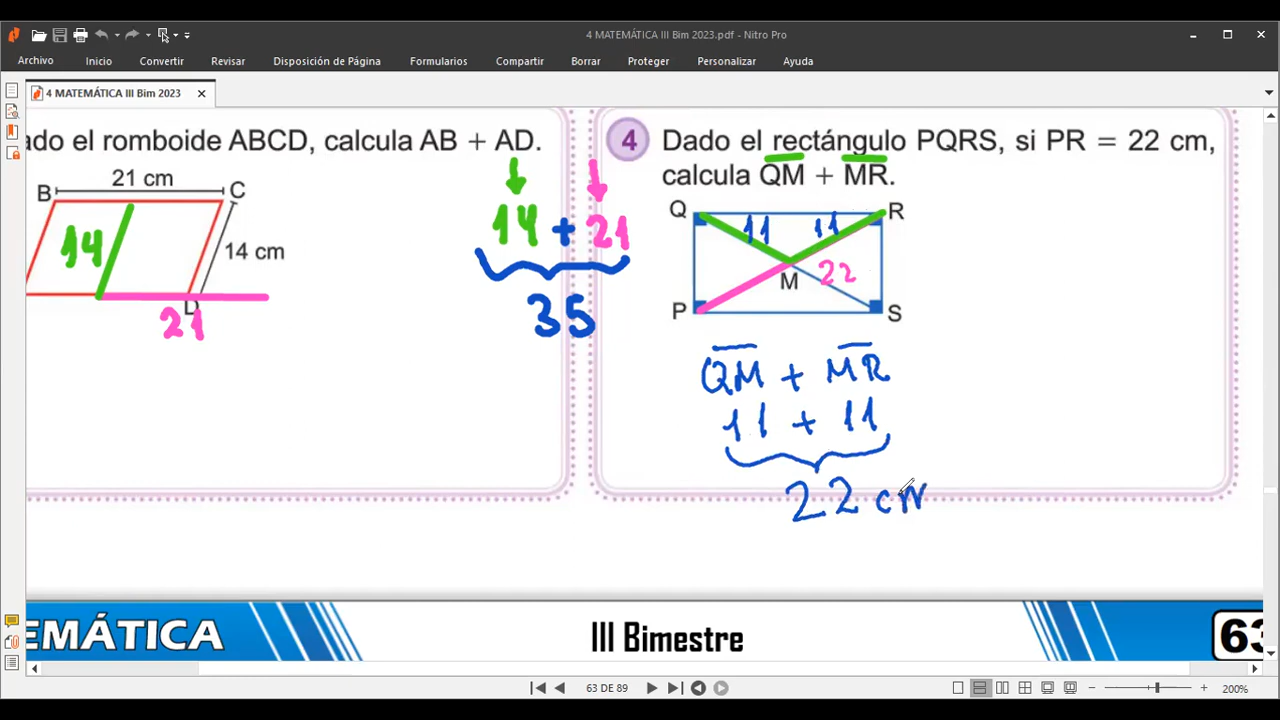 4 MATEMÁTICA III Bim 2023.pdf - Nitro Pro
Archivo Inicio Convertir Revisar Disposición de Página Formularios Compartir Borrar Proteger Personalizar Ayuda
4 MATEMÁTICA III Bim 2023
ado el romboide ABCD, calcula AB + AD.
B 21 cm C
14
14 cm
D
21
14 + 21
35
4 Dado el rectángulo PQRS, si PR = 22 cm,
calcula QM + MR.
Q 11 11 R
22
M
P S
QM + MR
11 + 11
22 cm
EMÁTICA III Bimestre 63
63 DE 89
200%